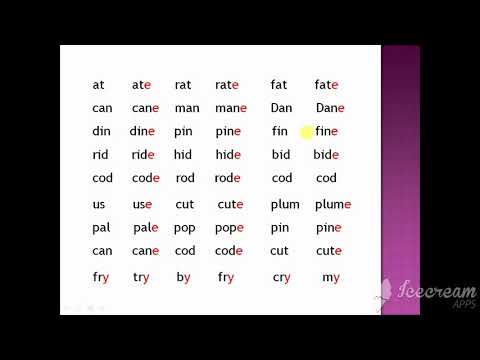 at ate rat rate fat fate
can cane man mane Dan Dane
din dine pin pine fin fine
rid ride hid hide bid bide
cod code rod rode cod cod
us use cut cute plum plume
pal pale pop pope pin pine
can cane cod code cut cute
fry try by fry cry my
Icecream
APPS